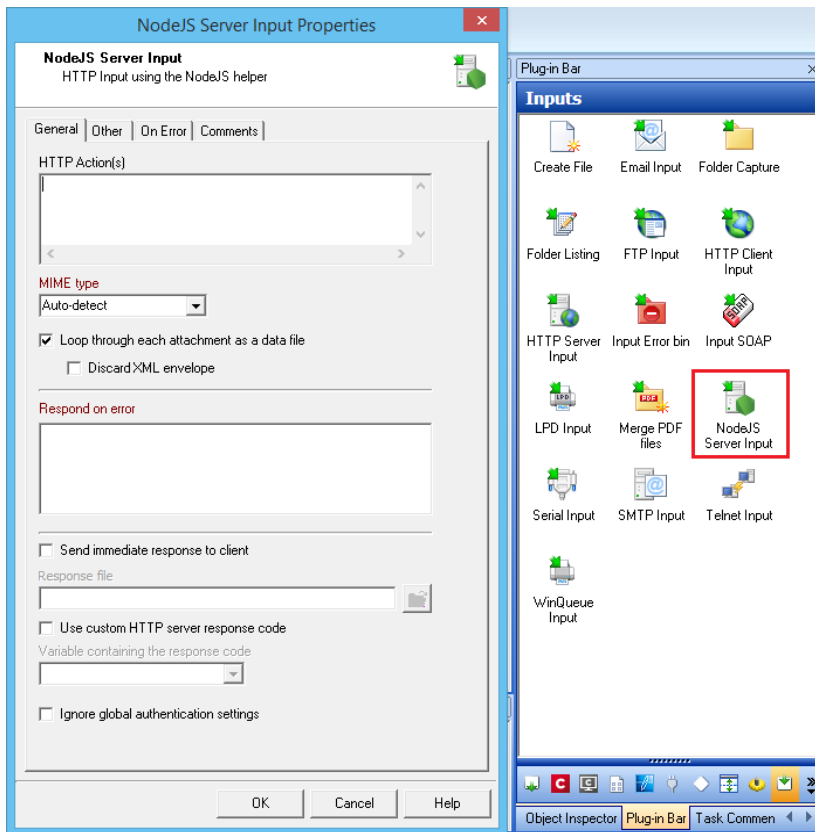 NodeJS Server Input Properties
NodeJS Server Input
HTTP Input using the NodeJS helper
General Other On Error Comments
HTTP Action(s)
MIME type
Auto-detect
Loop through each attachment as a data file
Discard XML envelope
Respond on error
Send immediate response to client
Response file
Use custom HTTP server response code
Variable containing the response code
Ignore global authentication settings
OK Cancel Help
Plug-in Bar
Inputs
Create File Email Input Folder Capture
Folder Listing FTP Input HTTP Client
Input
HTTP Server Input Error bin Input SOAP
Input
LPD Input Merge PDF NodeJS
files Server Input
Serial Input SMTP Input Telnet Input
WinQueue
Input
Object Inspector Plug-in Bar Task Commen